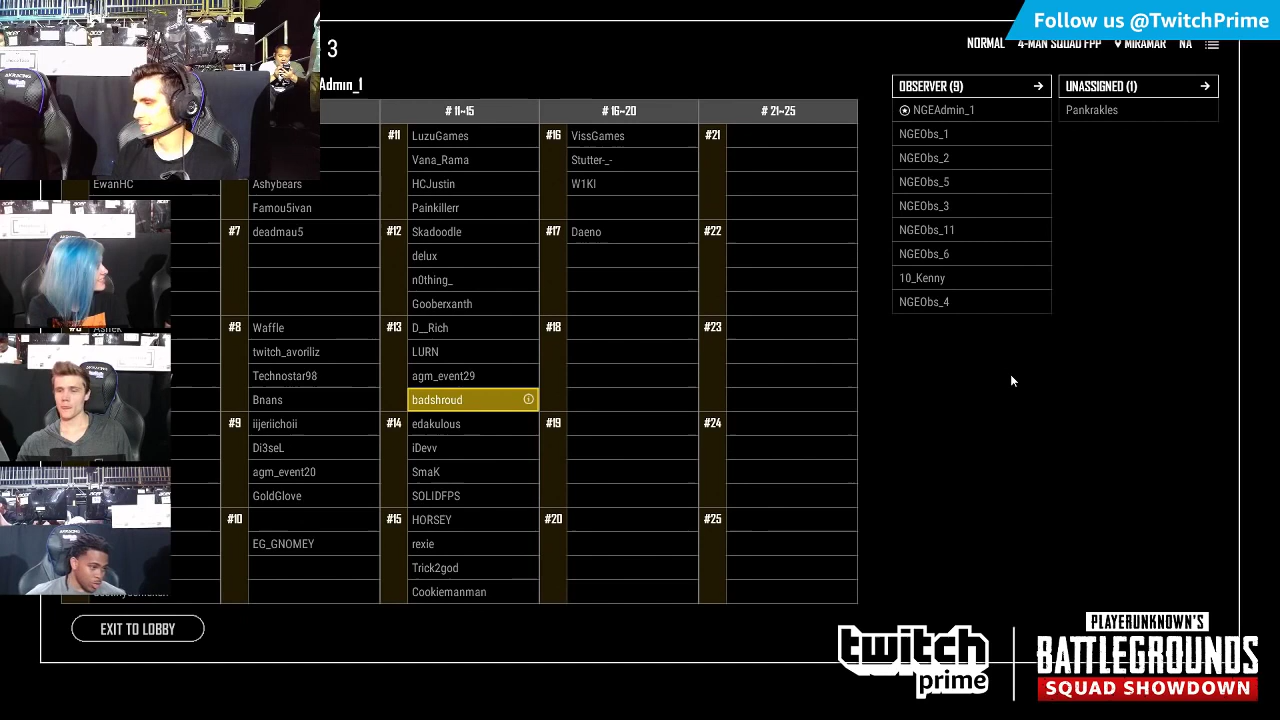 Follow us @TwitchPrime
3
NORMAL 4-MAN SQUAD FPP MIRAMAR NA
Admin_1
OBSERVER (9)
UNASSIGNED (1)
NGEAdmin_1
Pankrakles
NGEObs_1
NGEObs_2
NGEObs_5
NGEObs_3
NGEObs_11
NGEObs_6
10_Kenny
NGEObs_4
# 11~15
# 16~20
# 21~25
EwanHC
Ashybears
Famou5ivan
#7 deadmau5
#8 Waffle
twitch_avoriliz
Technostar98
Bnans
#9 iijeriichoii
Di3seL
agm_event20
GoldGlove
#10
EG_GNOMEY
#11 LuzuGames
Vana_Rama
HCJustin
Painkillerr
#12 Skadoodle
delux
n0thing_
Gooberxanth
#13 D__Rich
LURN
agm_event29
badshroud
#14 edakulous
iDevv
SmaK
SOLIDFPS
#15 HORSEY
rexie
Trick2god
Cookiemanman
#16 VissGames
Stutter-_-
W1KI
#17 Daeno
#18
#19
#20
#21
#22
#23
#24
#25
EXIT TO LOBBY
twitch
prime
PLAYERUNKNOWN'S
BATTLEGROUNDS
SQUAD SHOWDOWN